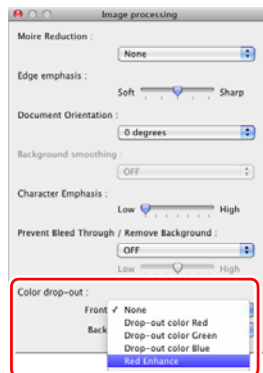 Image processing
Moire Reduction :
None
Edge emphasis :
Soft Sharp
Document Orientation :
0 degrees
Background smoothing :
OFF
Character Emphasis :
Low High
Prevent Bleed Through / Remove Background :
OFF
Low High
Color drop-out :
Front ✓ None
Drop-out color Red
Drop-out color Green
Back Drop-out color Blue
Red Enhance